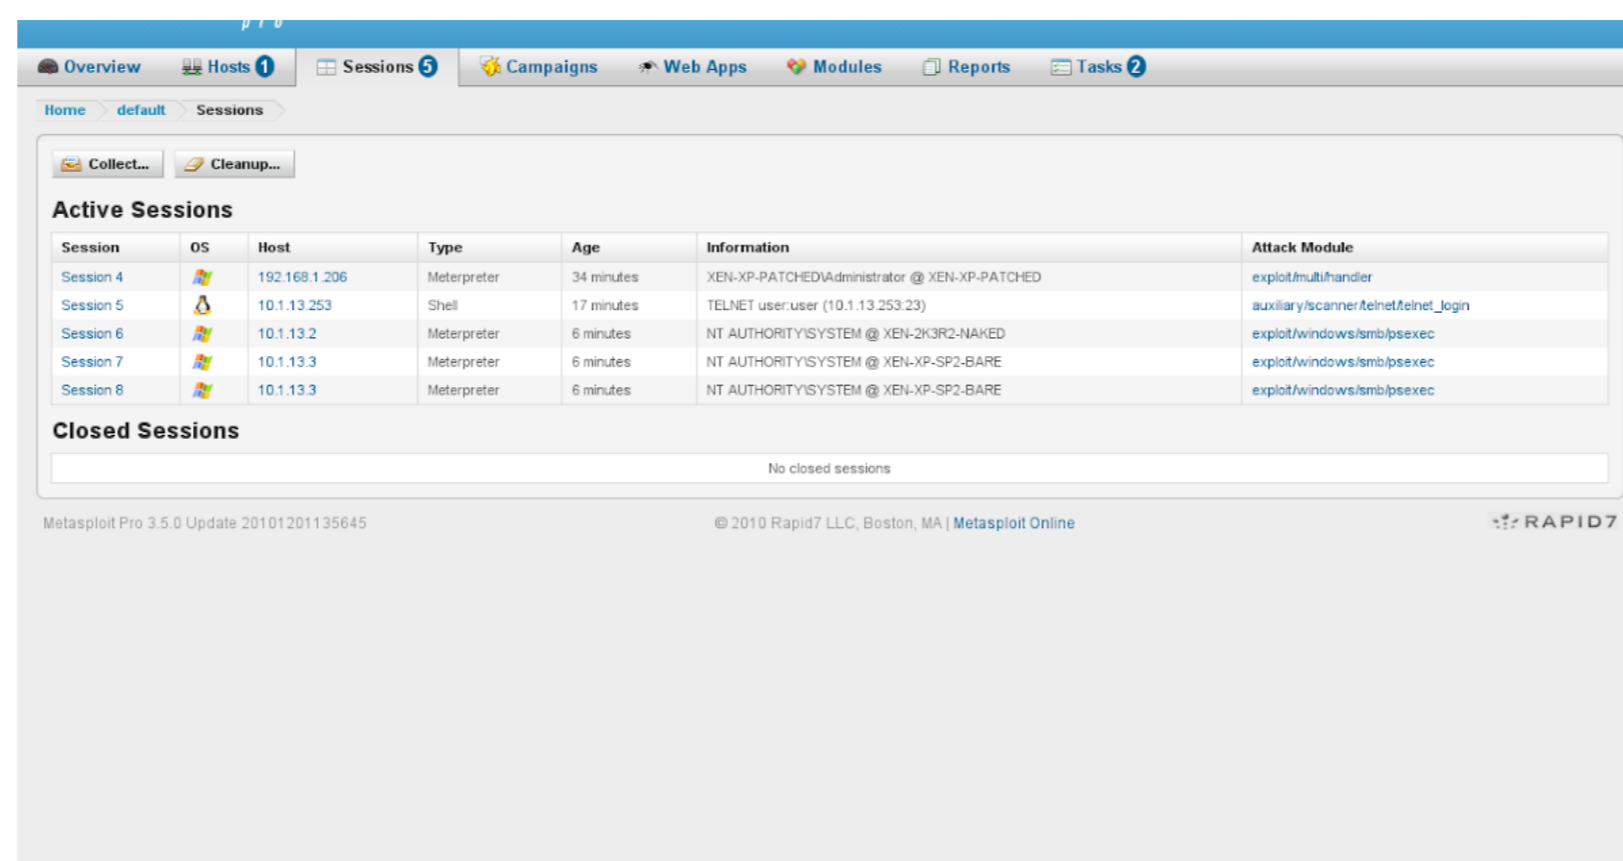 pro
Overview Hosts 1 Sessions 5 Campaigns Web Apps Modules Reports Tasks 2
Home default Sessions
Collect... Cleanup...
Active Sessions
Session OS Host Type Age Information Attack Module
Session 4 192.168.1.206 Meterpreter 34 minutes XEN-XP-PATCHED\Administrator @ XEN-XP-PATCHED exploit/multi/handler
Session 5 10.1.13.253 Shell 17 minutes TELNET user:user (10.1.13.253:23) auxiliary/scanner/telnet/telnet_login
Session 6 10.1.13.2 Meterpreter 6 minutes NT AUTHORITY\SYSTEM @ XEN-2K3R2-NAKED exploit/windows/smb/psexec
Session 7 10.1.13.3 Meterpreter 6 minutes NT AUTHORITY\SYSTEM @ XEN-XP-SP2-BARE exploit/windows/smb/psexec
Session 8 10.1.13.3 Meterpreter 6 minutes NT AUTHORITY\SYSTEM @ XEN-XP-SP2-BARE exploit/windows/smb/psexec
Closed Sessions
No closed sessions
Metasploit Pro 3.5.0 Update 20101201135645 © 2010 Rapid7 LLC, Boston, MA | Metasploit Online RAPID7